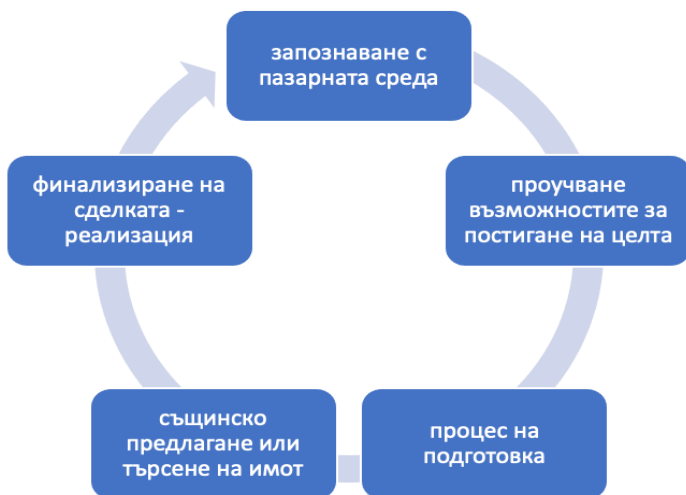 запознаване с
пазарната среда
проучване
възможностите за
постигане на целта
процес на
подготовка
същинско
предлагане или
търсене на имот
финализиране на
сделката -
реализация